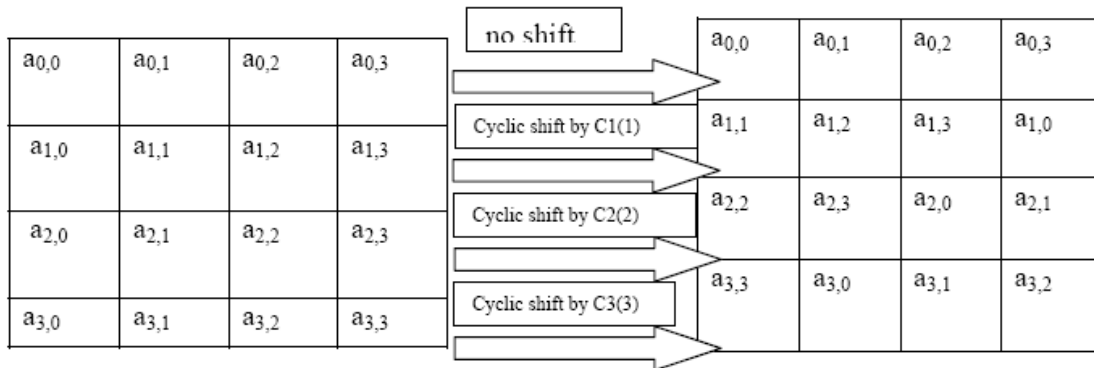 no shift
a0,0 a0,1 a0,2 a0,3
a1,0 a1,1 a1,2 a1,3
a2,0 a2,1 a2,2 a2,3
a3,0 a3,1 a3,2 a3,3
Cyclic shift by C1(1)
Cyclic shift by C2(2)
Cyclic shift by C3(3)
a0,0 a0,1 a0,2 a0,3
a1,1 a1,2 a1,3 a1,0
a2,2 a2,3 a2,0 a2,1
a3,3 a3,0 a3,1 a3,2